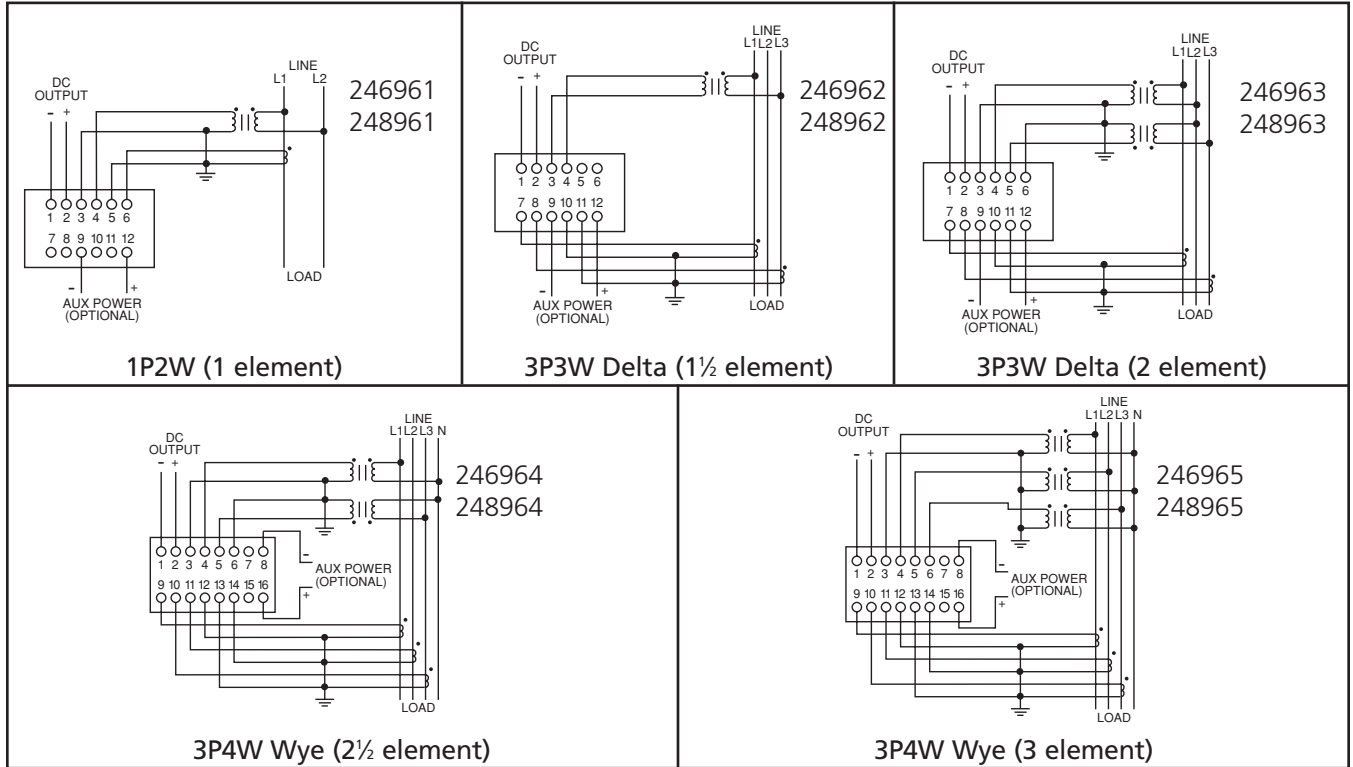 DC
OUTPUT
- +
LINE
L1 L2
246961
248961
1 2 3 4 5 6
7 8 9 10 11 12
LOAD
- +
AUX POWER
(OPTIONAL)
1P2W (1 element)
DC
OUTPUT
- +
LINE
L1 L2 L3
246962
248962
1 2 3 4 5 6
7 8 9 10 11 12
- +
AUX POWER
(OPTIONAL)
LOAD
3P3W Delta (1½ element)
DC
OUTPUT
- +
LINE
L1 L2 L3
246963
248963
1 2 3 4 5 6
7 8 9 10 11 12
- +
AUX POWER
(OPTIONAL)
LOAD
3P3W Delta (2 element)
DC
OUTPUT
- +
LINE
L1 L2 L3 N
246964
248964
1 2 3 4 5 6 7 8
9 10 11 12 13 14 15 16
-
AUX POWER
(OPTIONAL)
+
LOAD
3P4W Wye (2½ element)
DC
OUTPUT
- +
LINE
L1 L2 L3 N
246965
248965
1 2 3 4 5 6 7 8
9 10 11 12 13 14 15 16
-
AUX POWER
(OPTIONAL)
+
LOAD
3P4W Wye (3 element)